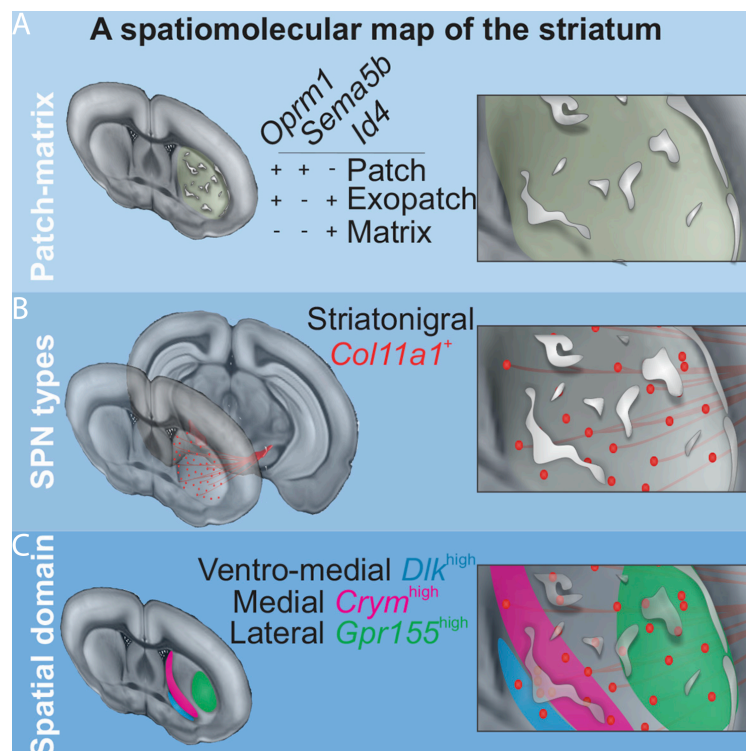 A
A spatiomolecular map of the striatum
Patch-matrix
Oprm1 Sema5b Id4
+ + - Patch
+ - + Exopatch
- - + Matrix
B
SPN types
Striatonigral
Col11a1+
C
Spatial domain
Ventro-medial Dlkhigh
Medial Crymhigh
Lateral Gpr155high